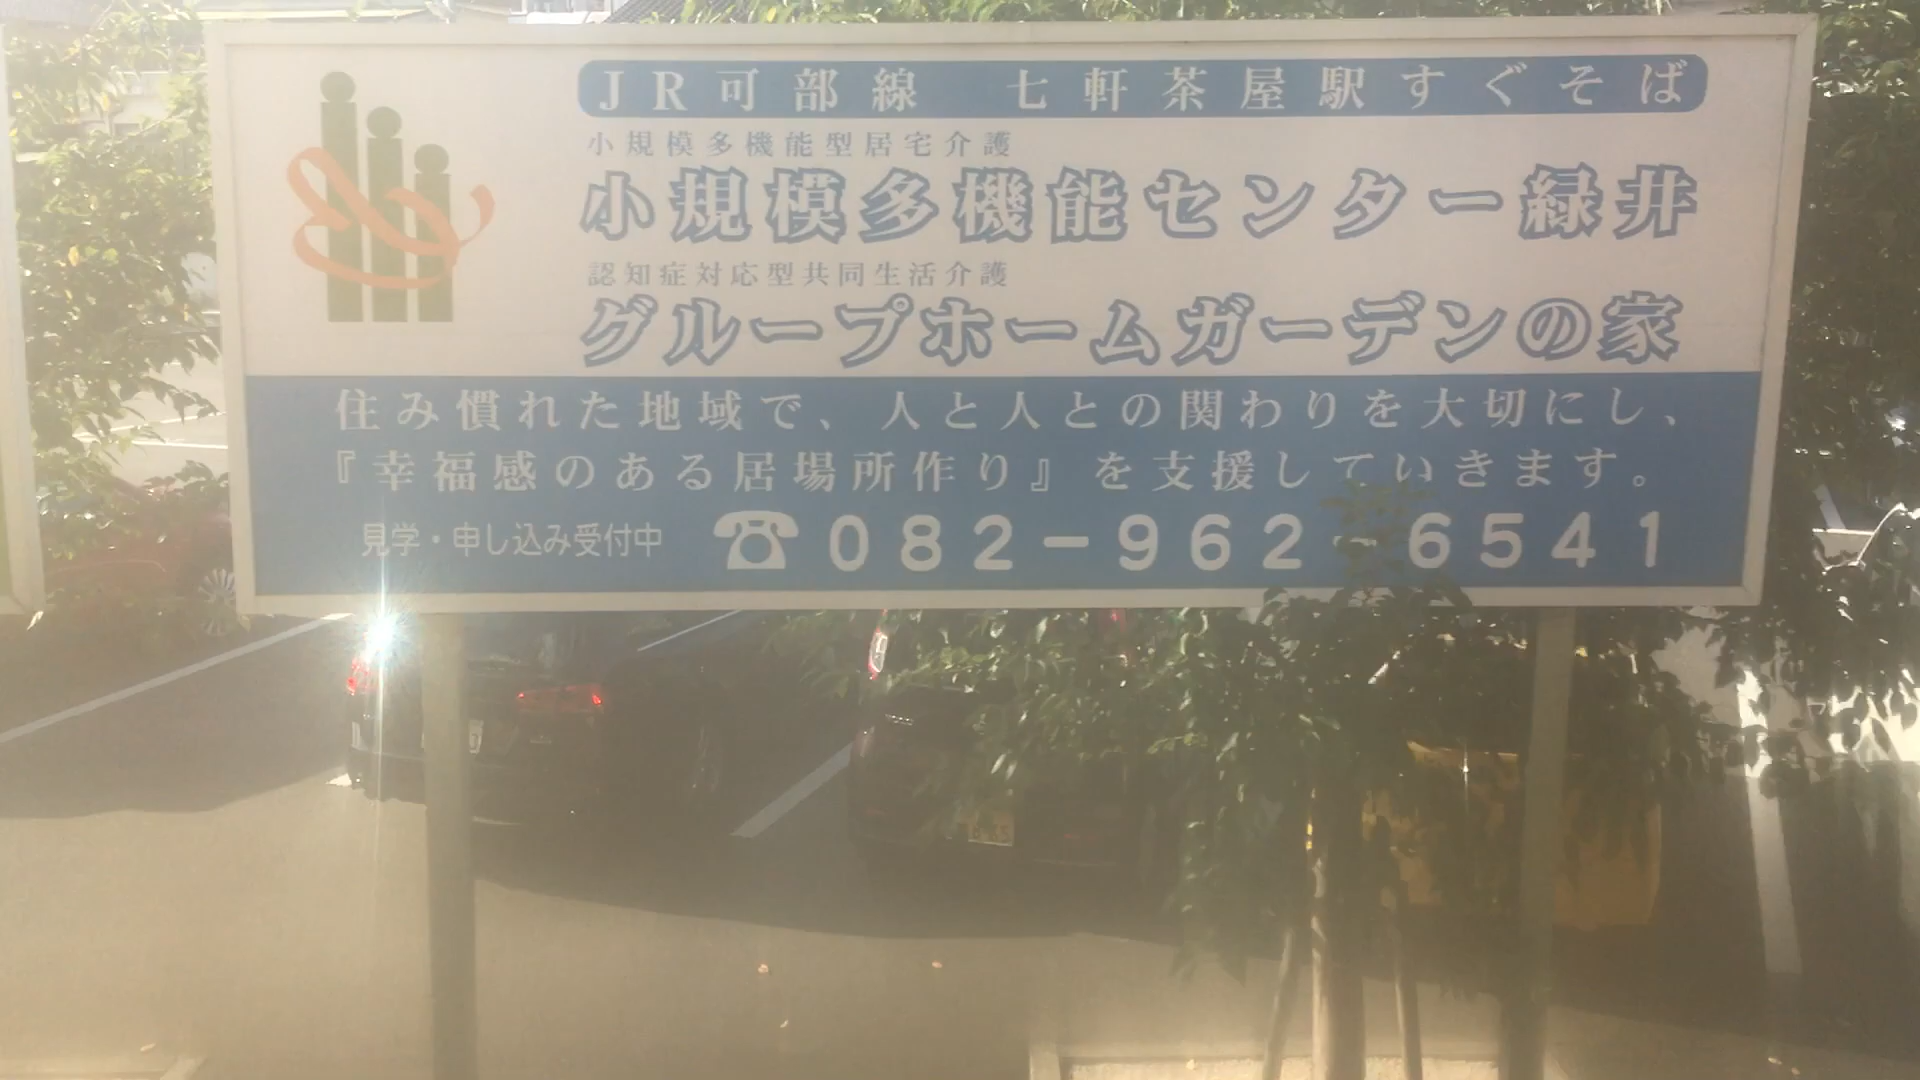 JR可部線 七軒茶屋駅すぐそば
小規模多機能型居宅介護
小規模多機能センター緑井
認知症対応型共同生活介護
グループホームガーデンの家
住み慣れた地域で、人と人との関わりを大切にし、
『幸福感のある居場所作り』を支援していきます。
見学・申し込み受付中 ☎082-962-6541